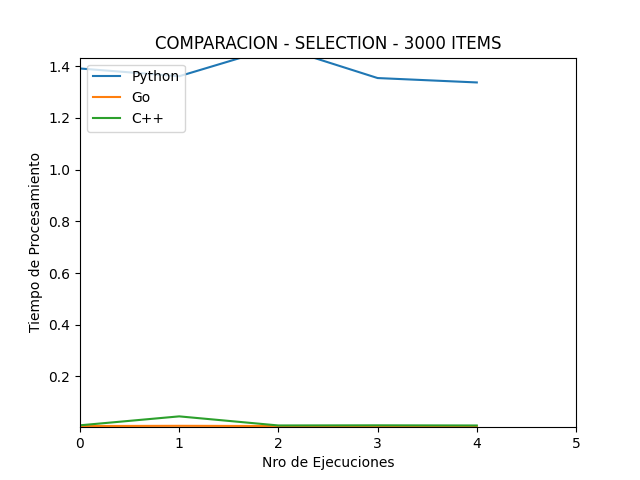 COMPARACION - SELECTION - 3000 ITEMS
Python
Go
C++
Tiempo de Procesamiento
1.4
1.2
1.0
0.8
0.6
0.4
0.2
0 1 2 3 4 5
Nro de Ejecuciones